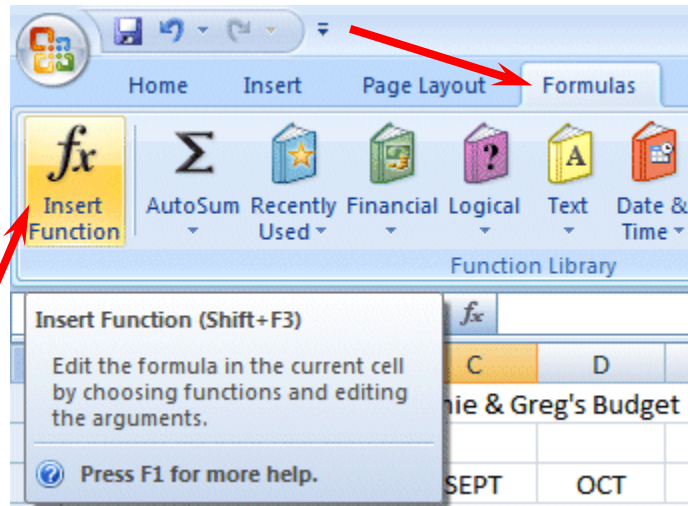 Home Insert Page Layout Formulas
fx Σ ? A
Insert Function AutoSum Recently Used Financial Logical Text Date & Time
Function Library
Insert Function (Shift+F3) fx
Edit the formula in the current cell C D
by choosing functions and editing
the arguments. nie & Greg's Budget
Press F1 for more help. SEPT OCT